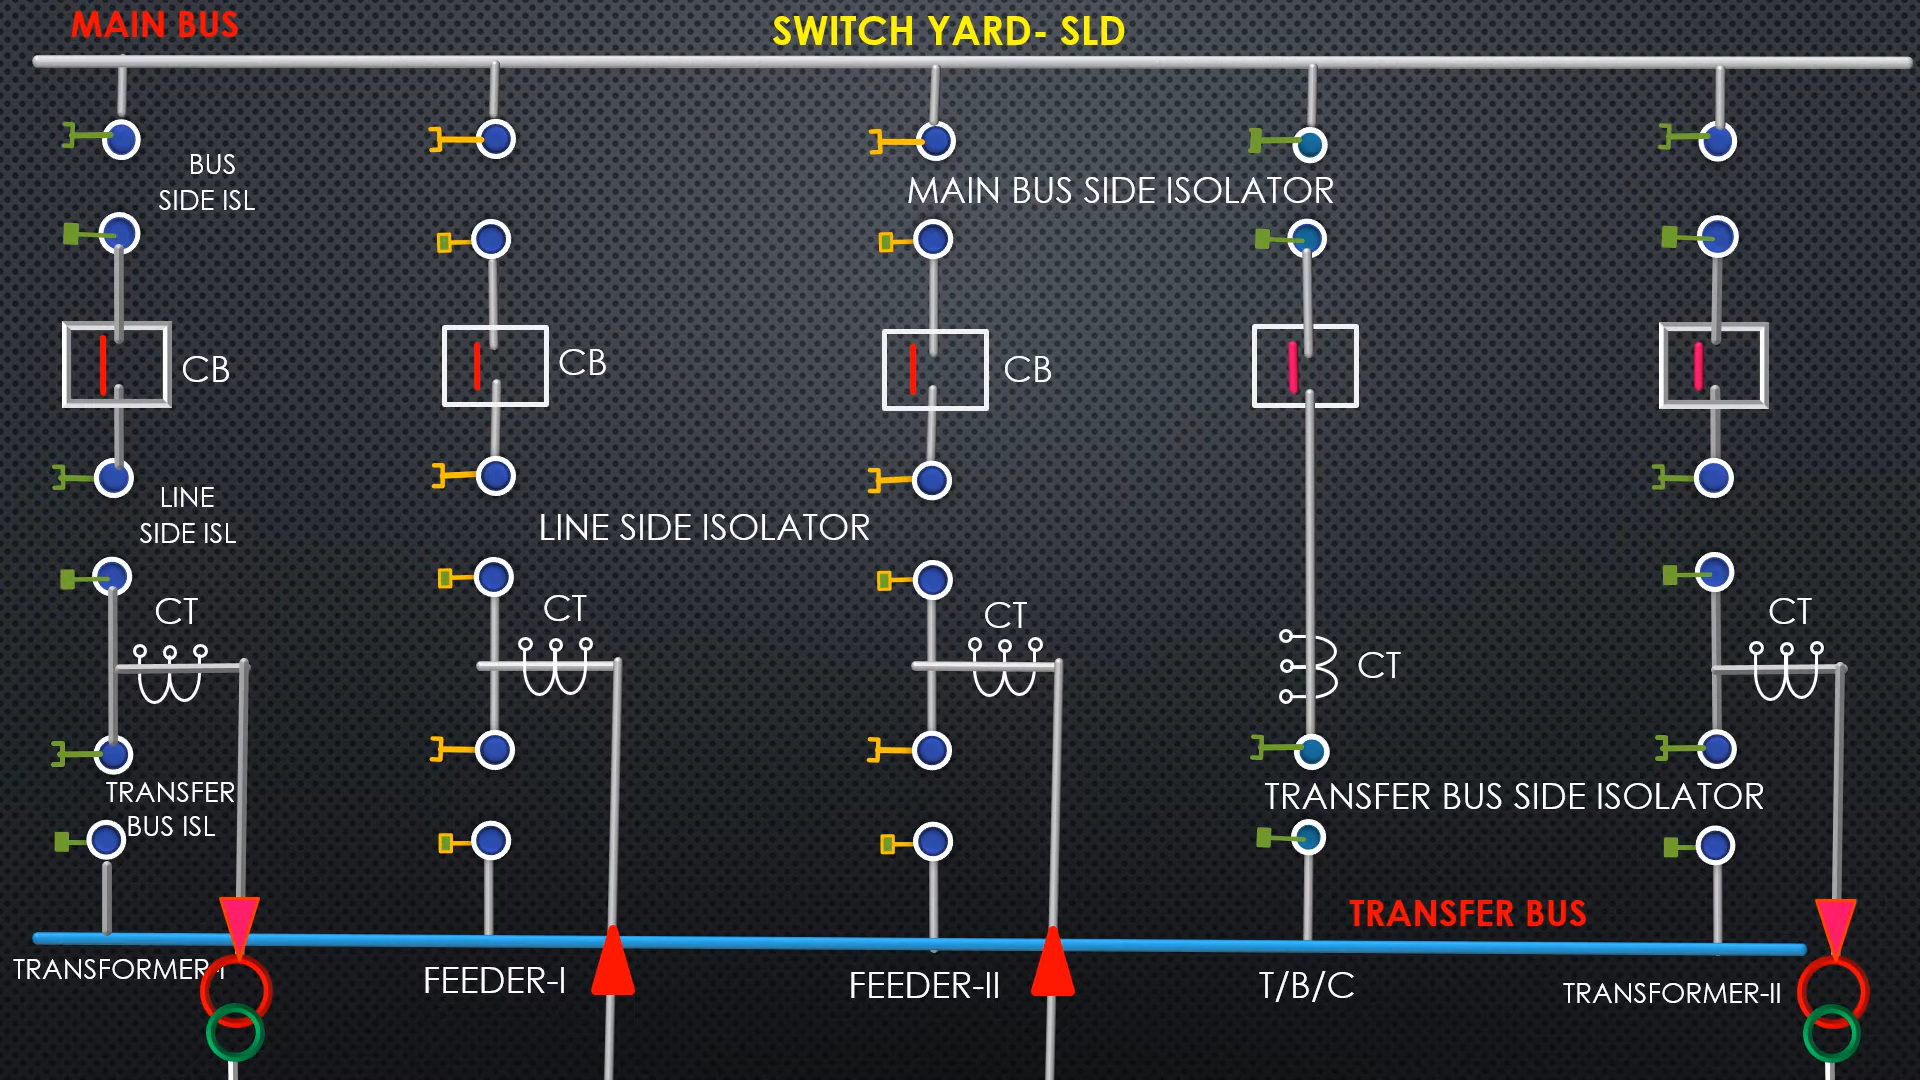 MAIN BUS
SWITCH YARD- SLD
BUS
SIDE ISL
MAIN BUS SIDE ISOLATOR
CB
CB
CB
LINE
SIDE ISL
LINE SIDE ISOLATOR
CT
CT
CT
CT
CT
TRANSFER
BUS ISL
TRANSFER BUS SIDE ISOLATOR
TRANSFER BUS
TRANSFORMER-I
FEEDER-I
FEEDER-II
T/B/C
TRANSFORMER-II